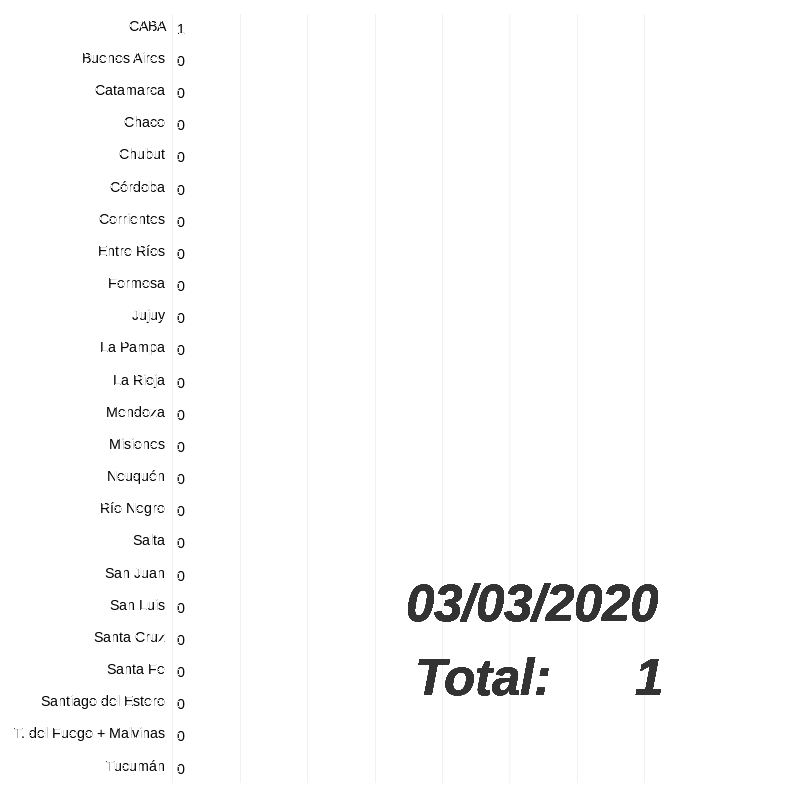 CABA 1
Buenos Aires 0
Catamarca 0
Chaco 0
Chubut 0
Córdoba 0
Corrientes 0
Entre Ríos 0
Formosa 0
Jujuy 0
La Pampa 0
La Rioja 0
Mendoza 0
Misiones 0
Neuquén 0
Río Negro 0
Salta 0
San Juan 0
San Luis 0
Santa Cruz 0
Santa Fe 0
Santiago del Estero 0
T. del Fuego + Malvinas 0
Tucumán 0
03/03/2020
Total: 1